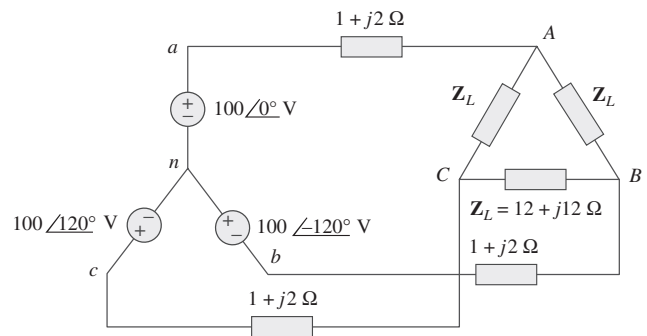 1 + j2 Ω
a
A
+
−
100∠0° V
Z_L
Z_L
n
C
B
100∠120° V
−
+
+
−
100∠−120° V
Z_L = 12 + j12 Ω
b
1 + j2 Ω
c
1 + j2 Ω